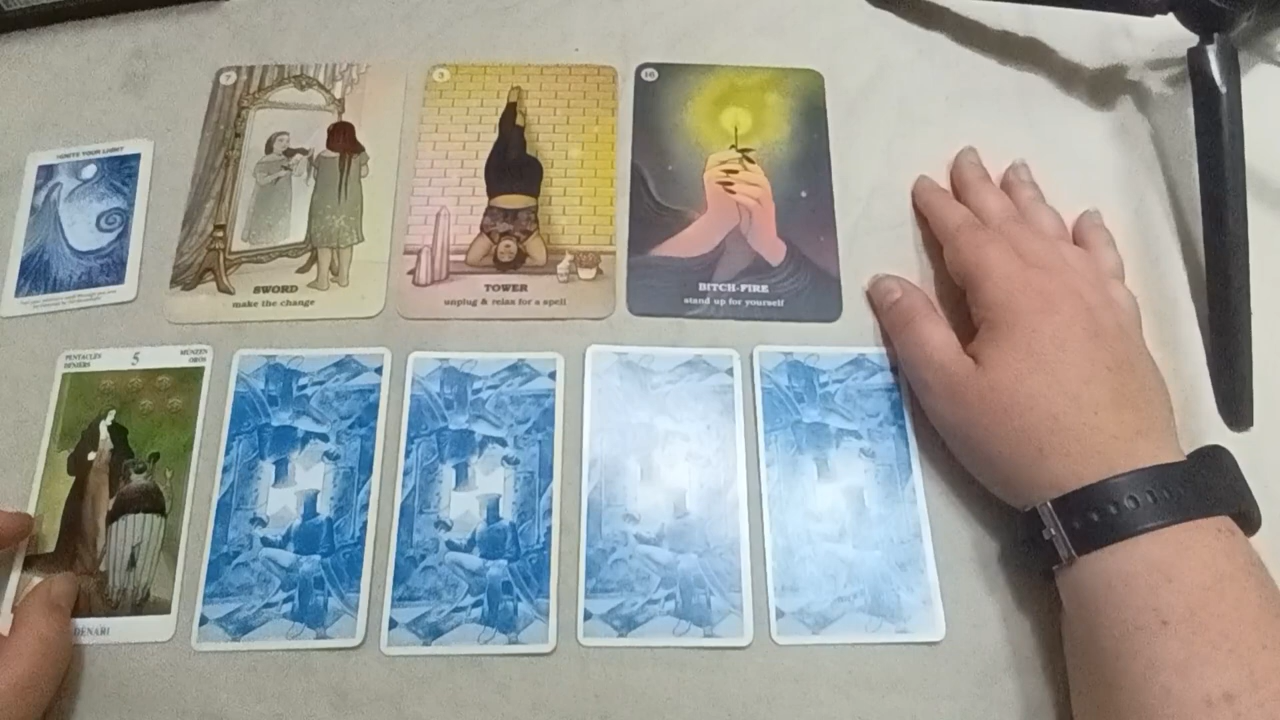 IGNITE YOUR LIGHT
7
SWORD
make the change
3
TOWER
unplug & relax for a spell
16
BITCH-FIRE
stand up for yourself
PENTACLES
DENIERS
5
MÜNZEN
OROS
DENARI